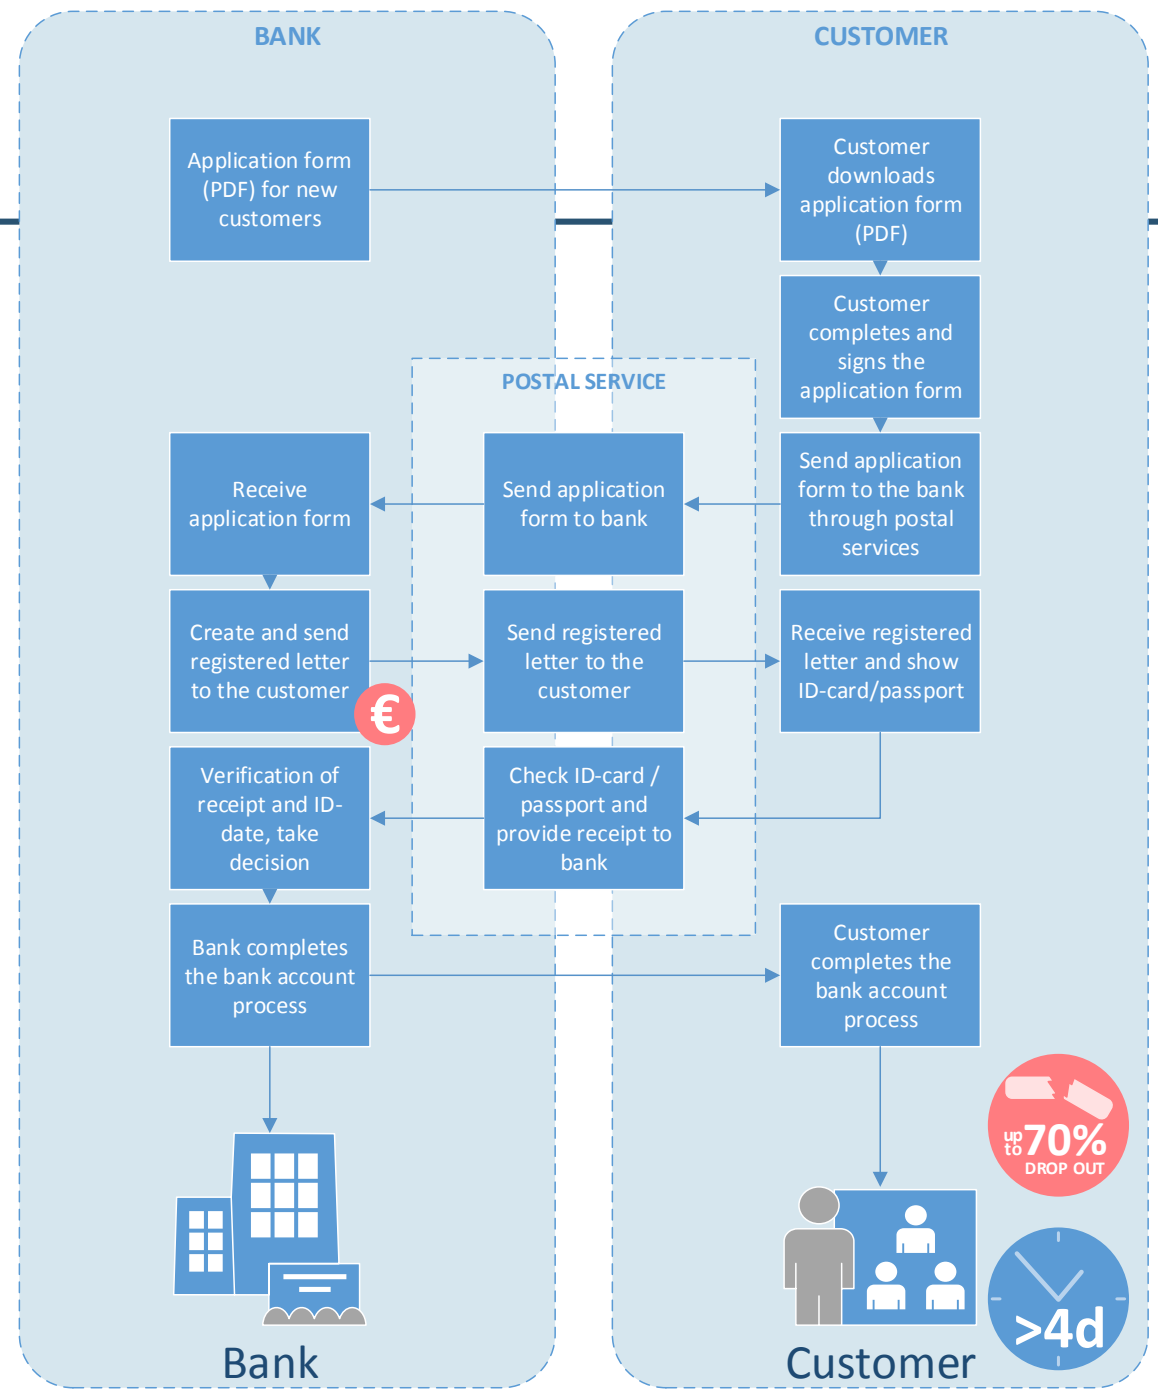 BANK
CUSTOMER
Application form
(PDF) for new
customers
Customer
downloads
application form
(PDF)
Customer
completes and
signs the
application form
POSTAL SERVICE
Receive
application form
Send application
form to bank
Send application
form to the bank
through postal
services
Create and send
registered letter
to the customer
€
Send registered
letter to the
customer
Receive registered
letter and show
ID-card/passport
Verification of
receipt and ID-
date, take
decision
Check ID-card /
passport and
provide receipt to
bank
Bank completes
the bank account
process
Customer
completes the
bank account
process
up to 70%
DROP OUT
>4d
Bank
Customer